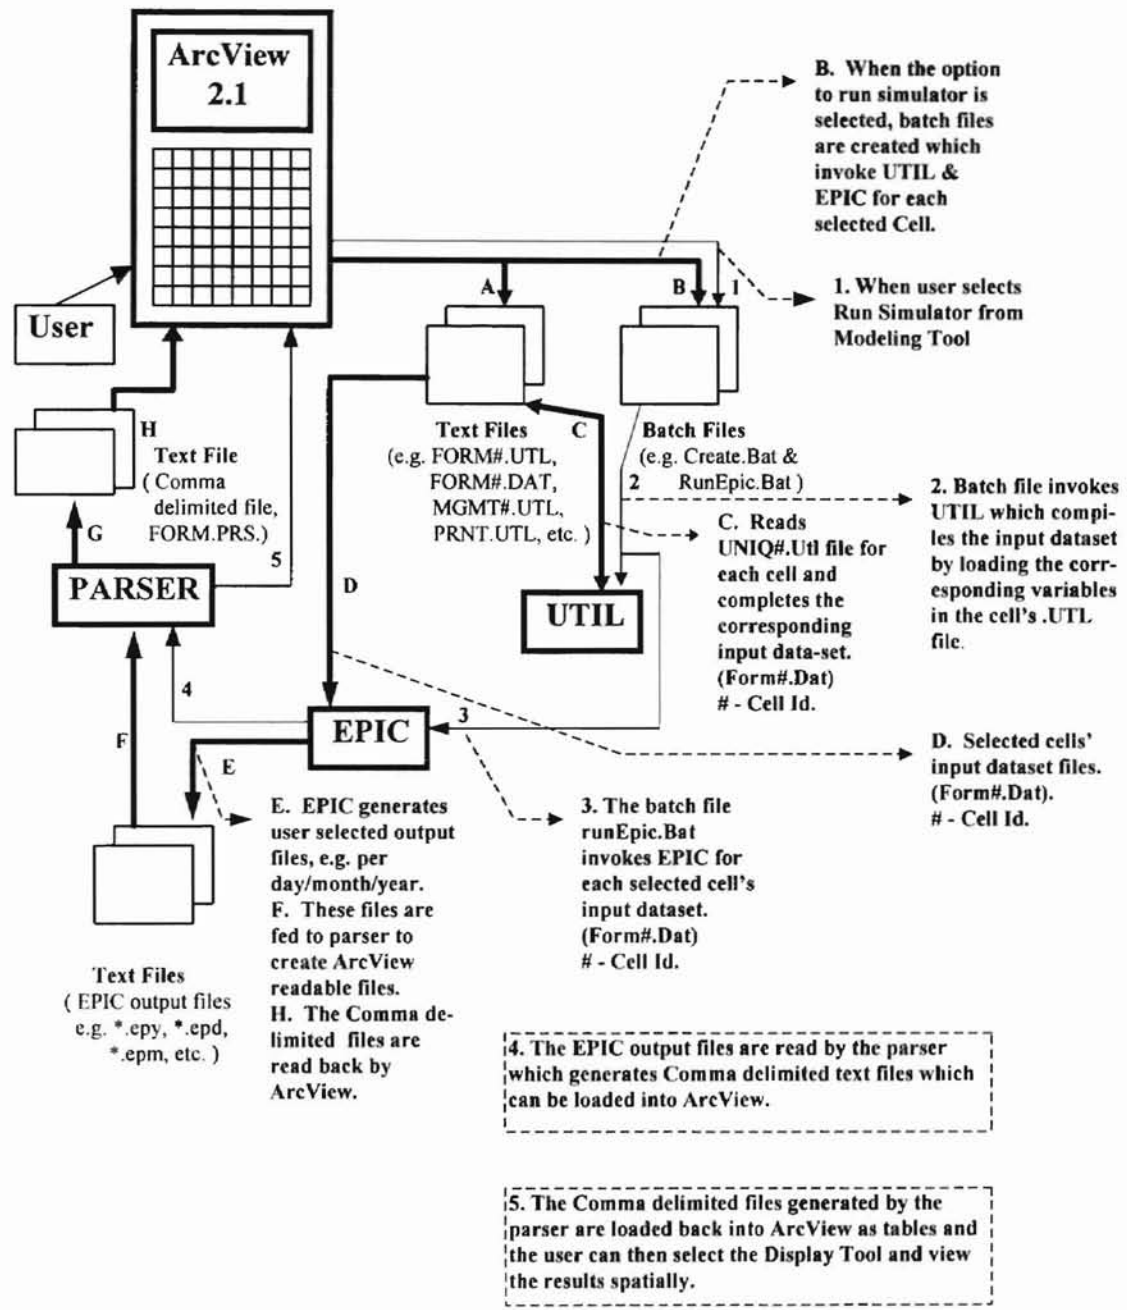 ArcView
2.1
B. When the option
to run simulator is
selected, batch files
are created which
invoke UTIL &
EPIC for each
selected Cell.
A
B
1
1. When user selects
Run Simulator from
Modeling Tool
User
H
Text File
( Comma
delimited file,
FORM.PRS.)
G
5
Text Files
(e.g. FORM#.UTL,
FORM#.DAT,
MGMT#.UTL,
PRNT.UTL, etc. )
C
Batch Files
(e.g. Create.Bat &
RunEpic.Bat )
2
2. Batch file invokes
UTIL which compi-
les the input dataset
by loading the corr-
esponding variables
in the cell's .UTL
file.
C. Reads
UNIQ#.Utl file for
each cell and
completes the
corresponding
input data-set.
(Form#.Dat)
# - Cell Id.
PARSER
D
UTIL
4
3
EPIC
F
E
D. Selected cells'
input dataset files.
(Form#.Dat).
# - Cell Id.
E. EPIC generates
user selected output
files, e.g. per
day/month/year.
F. These files are
fed to parser to
create ArcView
readable files.
H. The Comma de-
limited files are
read back by
ArcView.
3. The batch file
runEpic.Bat
invokes EPIC for
each selected cell's
input dataset.
(Form#.Dat)
# - Cell Id.
Text Files
( EPIC output files
e.g. *.epy, *.epd,
*.epm, etc. )
4. The EPIC output files are read by the parser
which generates Comma delimited text files which
can be loaded into ArcView.
5. The Comma delimited files generated by the
parser are loaded back into ArcView as tables and
the user can then select the Display Tool and view
the results spatially.